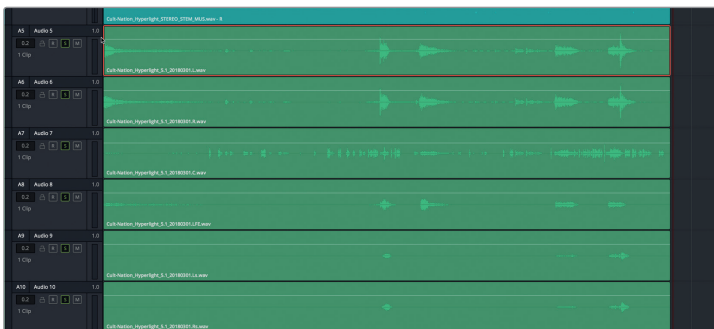 Cult-Nation_Hyperlight_STEREO_STEM_MUS.wav - R
A5 Audio 5 1.0
0.2 R S M
1 Clip
Cult-Nation_Hyperlight_5.1_20180301.L.wav
A6 Audio 6 1.0
0.2 R S M
1 Clip
Cult-Nation_Hyperlight_5.1_20180301.R.wav
A7 Audio 7 1.0
0.2 R S M
1 Clip
Cult-Nation_Hyperlight_5.1_20180301.C.wav
A8 Audio 8 1.0
0.2 R S M
1 Clip
Cult-Nation_Hyperlight_5.1_20180301.LFE.wav
A9 Audio 9 1.0
0.2 R S M
1 Clip
Cult-Nation_Hyperlight_5.1_20180301.Ls.wav
A10 Audio 10 1.0
0.2 R S M
1 Clip
Cult-Nation_Hyperlight_5.1_20180301.Rs.wav